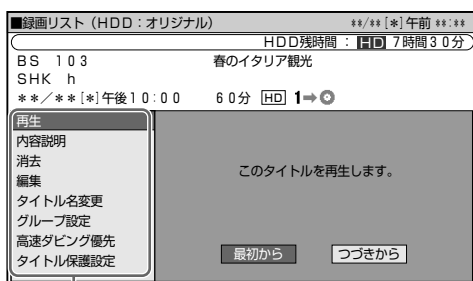 ■録画リスト（HDD：オリジナル） **/**[*]午前**:**
HDD残時間 ： HD 7時間30分
BS 103 春のイタリア観光
SHK h
**／**[*]午後10:00 60分 HD 1➡
再生
内容説明
消去
編集
タイトル名変更
グループ設定
高速ダビング優先
タイトル保護設定
このタイトルを再生します。
最初から つづきから